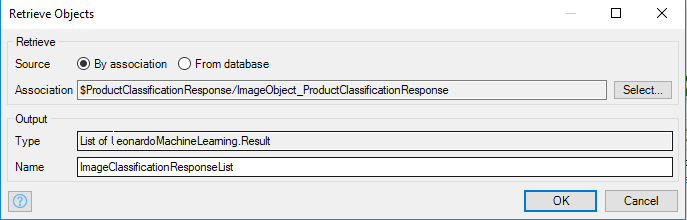 Retrieve Objects
Retrieve
Source By association From database
Association $ProductClassificationResponse/ImageObject_ProductClassificationResponse Select...
Output
Type List of leonardoMachineLearning.Result
Name ImageClassificationResponseList
OK Cancel